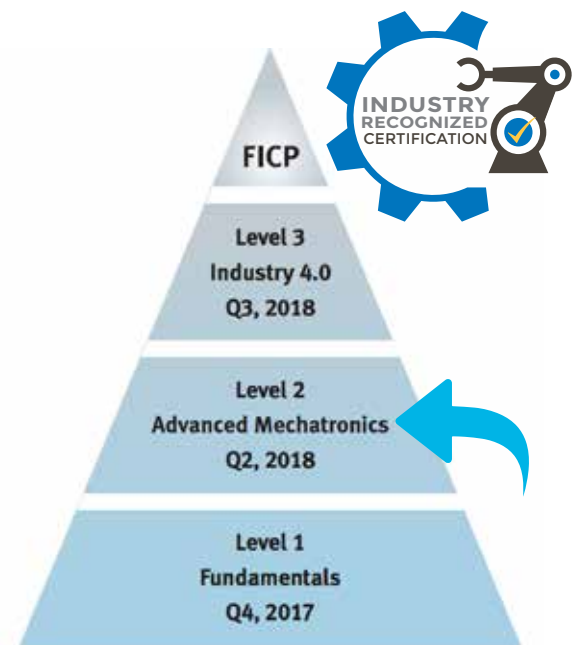 INDUSTRY
RECOGNIZED
CERTIFICATION
FICP
Level 3
Industry 4.0
Q3, 2018
Level 2
Advanced Mechatronics
Q2, 2018
Level 1
Fundamentals
Q4, 2017